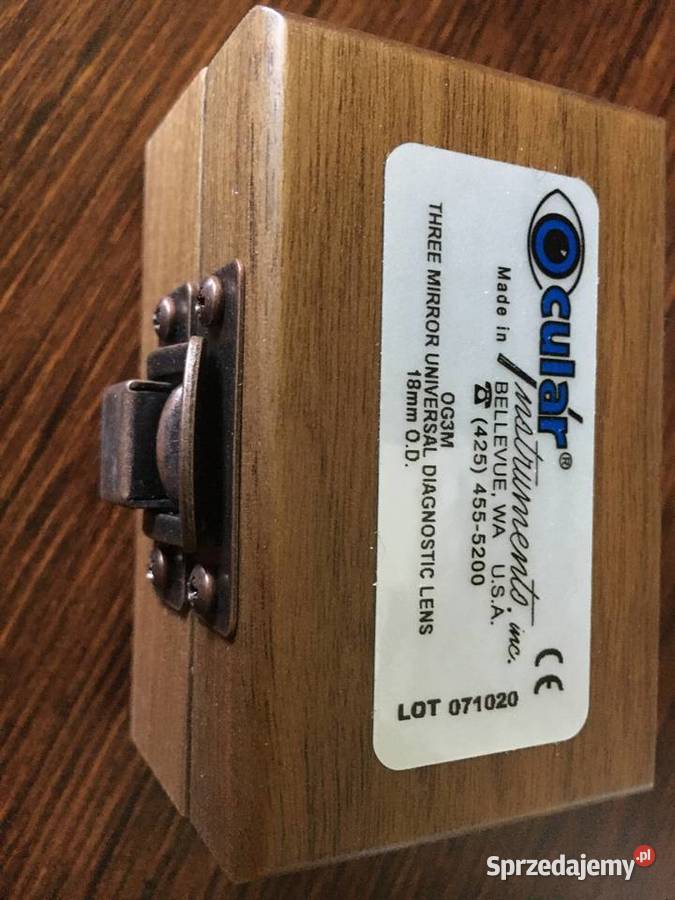 Ocular®
Instruments, inc.
Made in BELLEVUE, WA U.S.A.
☎ (425) 455-5200
CE
OG3M
THREE MIRROR UNIVERSAL DIAGNOSTIC LENS
18mm O.D.
LOT 071020
Sprzedajemy.pl